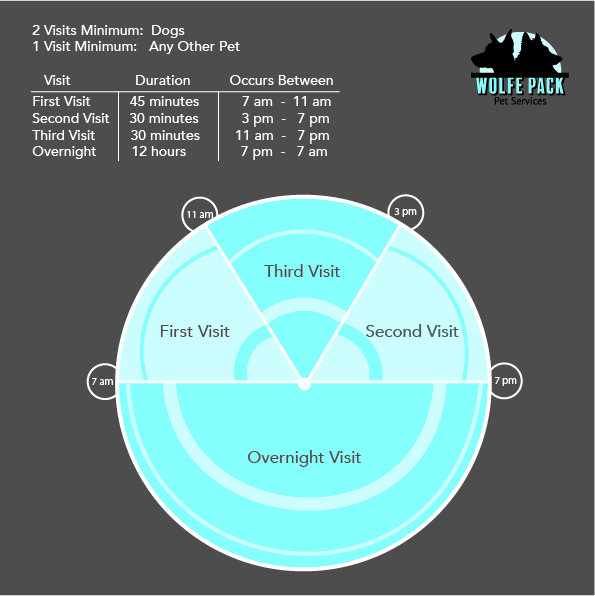 2 Visits Minimum: Dogs
1 Visit Minimum: Any Other Pet
WOLFE PACK
Pet Services
Visit Duration Occurs Between
First Visit 45 minutes 7 am - 11 am
Second Visit 30 minutes 3 pm - 7 pm
Third Visit 30 minutes 11 am - 7 pm
Overnight 12 hours 7 pm - 7 am
11 am
3 pm
Third Visit
First Visit
Second Visit
7 am
7 pm
Overnight Visit